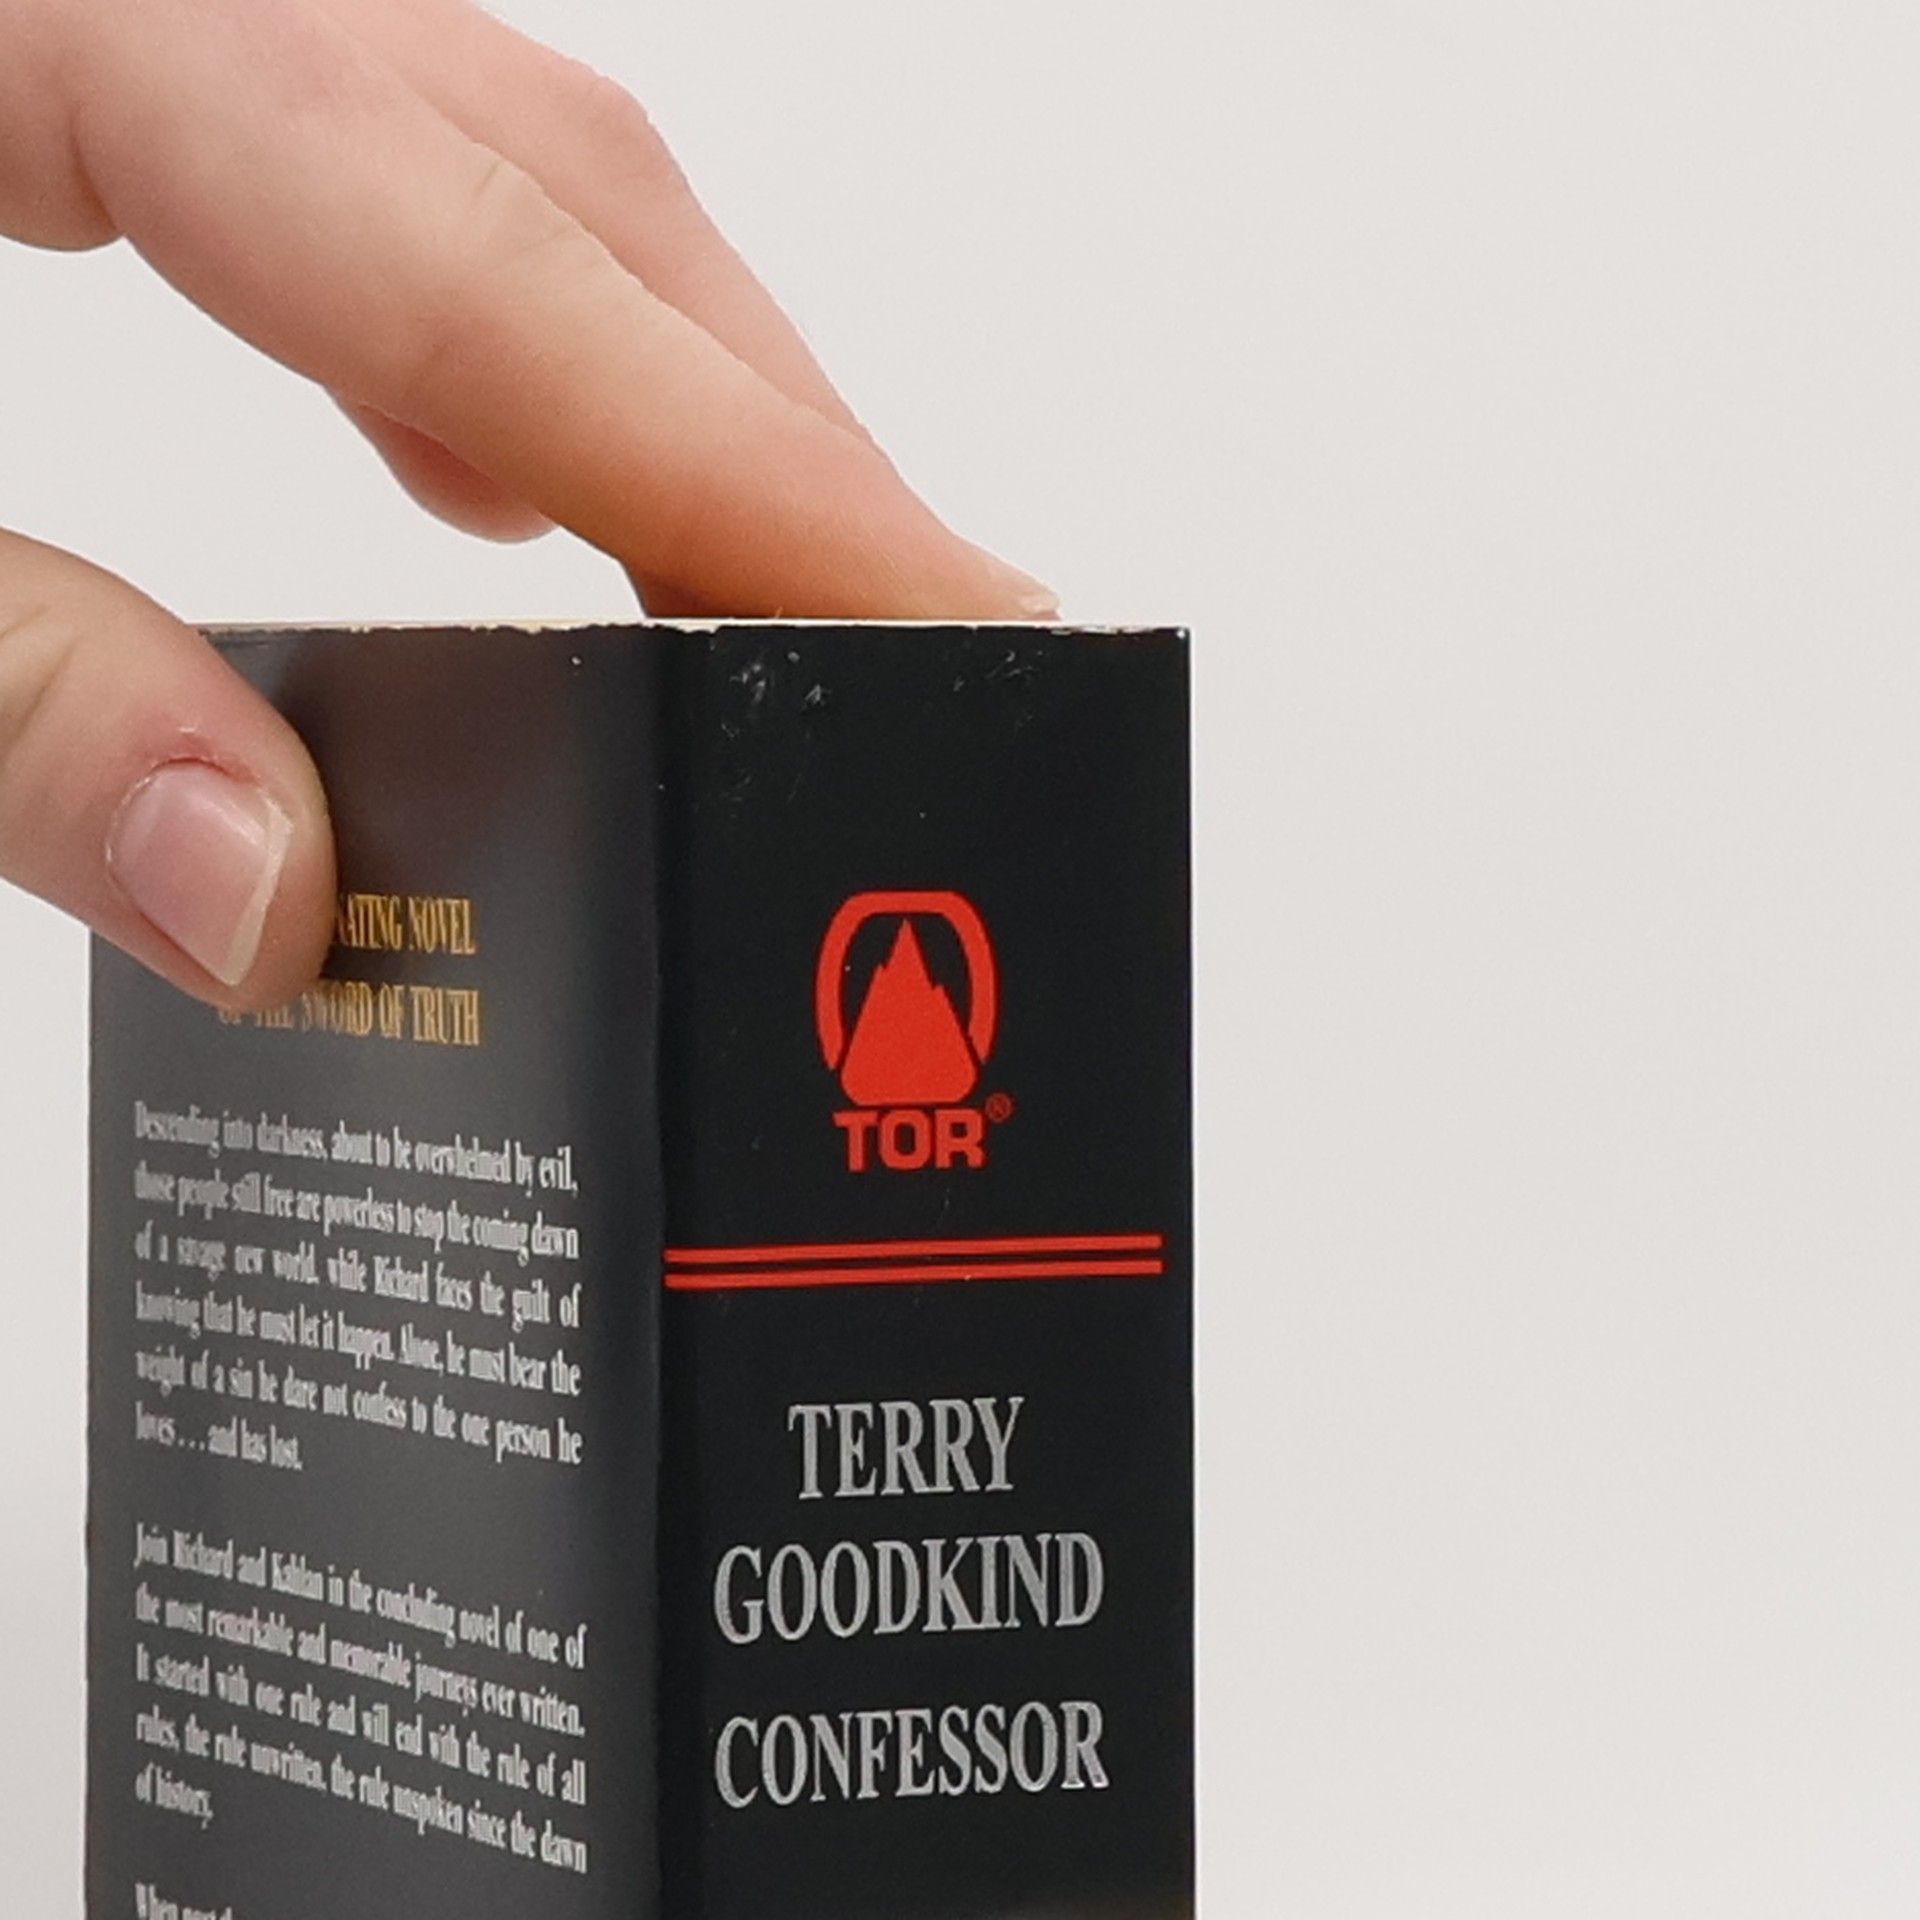 NATING NOVEL
OF THE SWORD OF TRUTH
Descending into darkness, about to be overwhelmed by evil,
those people still free are powerless to stop the coming dawn
of a savage new world, while Richard faces the guilt of
knowing that he must let it happen. Alone, he must bear the
weight of a sin he dare not confess to the one person he
loves . . . and has lost.
Join Richard and Kahlan in the concluding novel of one of
the most remarkable and memorable journeys ever written.
It started with one rule and will end with the rule of all
rules, the rule unwritten, the rule unspoken since the dawn
of history.
When next
TOR®
TERRY
GOODKIND
CONFESSOR